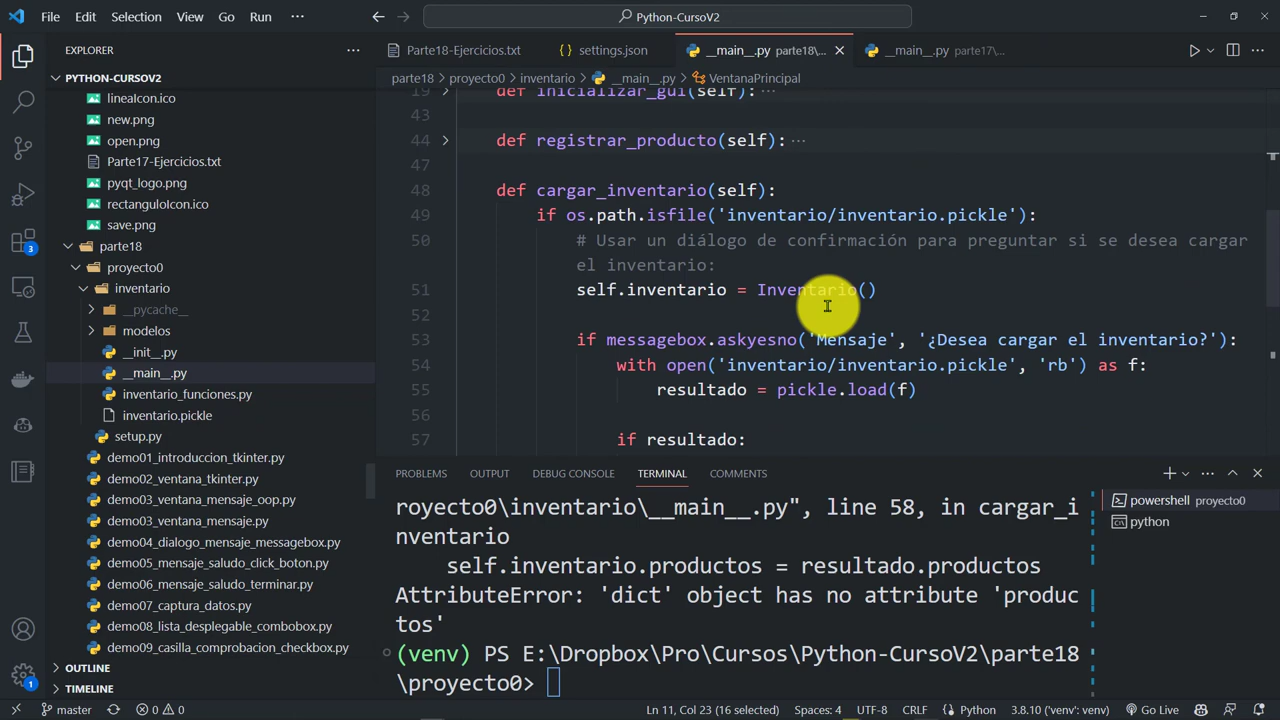 File Edit Selection View Go Run ··· Python-CursoV2
EXPLORER ···
Parte18-Ejercicios.txt
settings.json
__main__.py parte18\...
__main__.py parte17\...
PYTHON-CURSOV2
parte18 > proyecto0 > inventario > __main__.py > VentanaPrincipal
lineaIcon.ico
new.png
open.png
Parte17-Ejercicios.txt
pyqt_logo.png
rectanguloIcon.ico
save.png
parte18
proyecto0
inventario
__pycache__
modelos
__init__.py
__main__.py
inventario_funciones.py
inventario.pickle
setup.py
demo01_introduccion_tkinter.py
demo02_ventana_tkinter.py
demo03_ventana_mensaje_oop.py
demo03_ventana_mensaje.py
demo04_dialogo_mensaje_messagebox.py
demo05_mensaje_saludo_click_boton.py
demo06_mensaje_saludo_terminar.py
demo07_captura_datos.py
demo08_lista_desplegable_combobox.py
demo09_casilla_comprobacion_checkbox.py
OUTLINE
TIMELINE
3
1
19 def inicializar_gui(self): ···
43
44 def registrar_producto(self): ···
47
48 def cargar_inventario(self):
49 if os.path.isfile('inventario/inventario.pickle'):
50 # Usar un diálogo de confirmación para preguntar si se desea cargar
el inventario:
51 self.inventario = Inventario()
52
53 if messagebox.askyesno('Mensaje', '¿Desea cargar el inventario?'):
54 with open('inventario/inventario.pickle', 'rb') as f:
55 resultado = pickle.load(f)
56
57 if resultado:
PROBLEMS OUTPUT DEBUG CONSOLE TERMINAL COMMENTS
powershell proyecto0
python
royecto0\inventario\__main__.py", line 58, in cargar_i
nventario
self.inventario.productos = resultado.productos
AttributeError: 'dict' object has no attribute 'produc
tos'
(venv) PS E:\Dropbox\Pro\Cursos\Python-CursoV2\parte18
\proyecto0>
master 0 0 Ln 11, Col 23 (16 selected) Spaces: 4 UTF-8 CRLF Python 3.8.10 ('venv': venv) Go Live